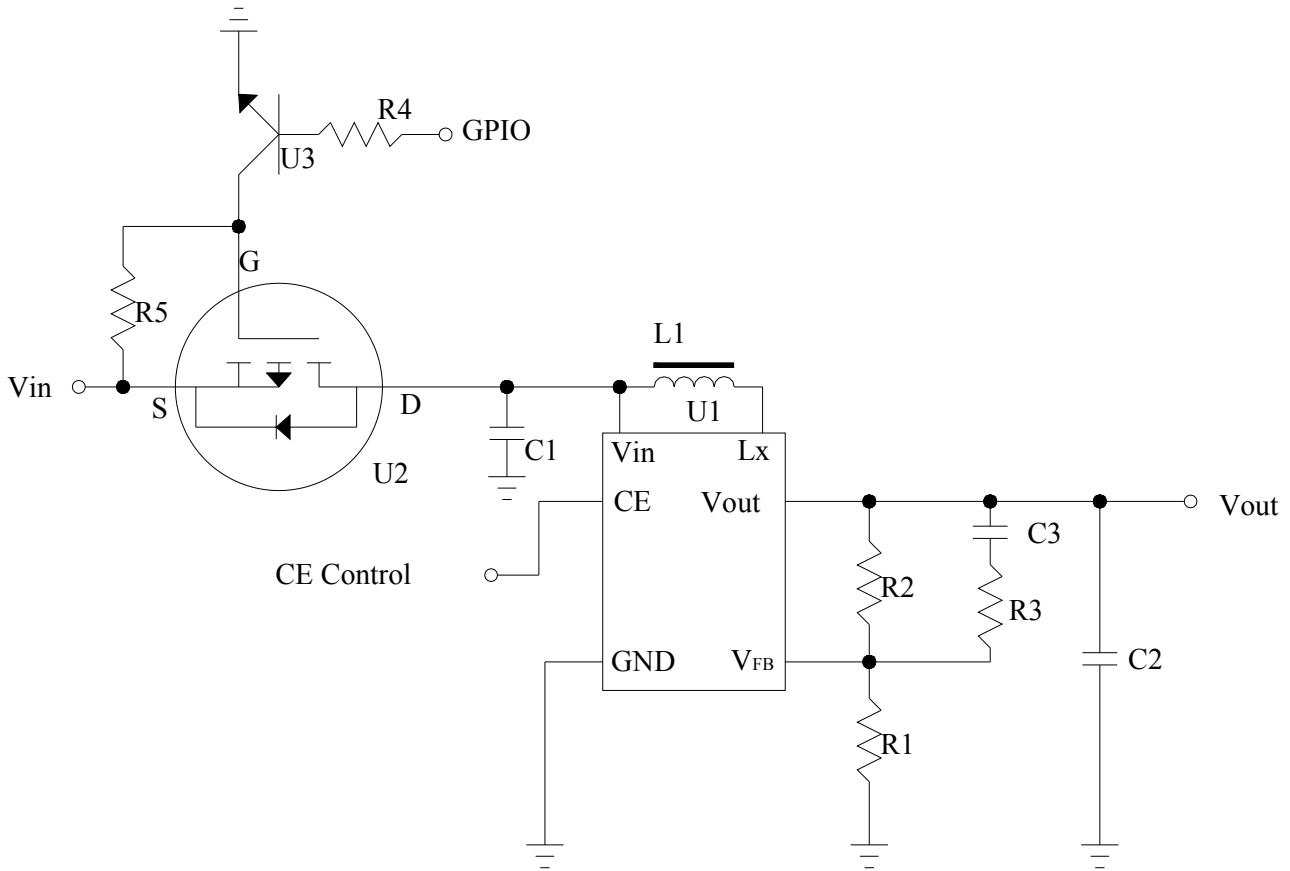 R4
GPIO
U3
G
R5
L1
Vin
S
D
U1
C1
Vin
Lx
U2
CE
Vout
Vout
C3
CE Control
R2
R3
GND
VFB
C2
R1